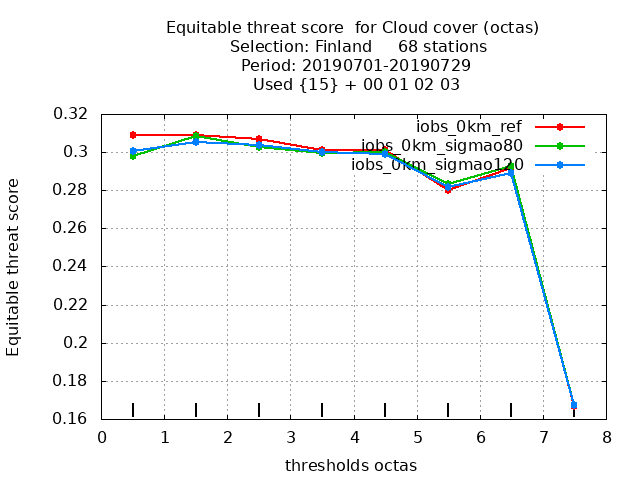 Equitable threat score  for Cloud cover (octas)
Selection: Finland     68 stations
Period: 20190701-20190729
Used {15} + 00 01 02 03
iobs_0km_ref
iobs_0km_sigmao80
iobs_0km_sigmao120
Equitable threat score
0.32
0.3
0.28
0.26
0.24
0.22
0.2
0.18
0.16
0 1 2 3 4 5 6 7 8
thresholds octas